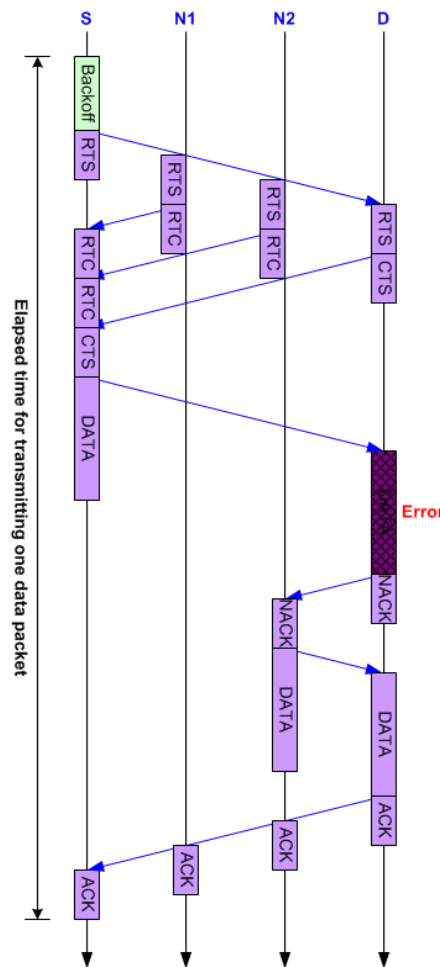 S N1 N2 D
Backoff
RTS
RTS
RTS
RTS
RTC
RTC
RTC
CTS
RTC
CTS
DATA
Error
NACK
NACK
DATA
DATA
ACK
ACK
ACK
ACK
Elapsed time for transmitting one data packet